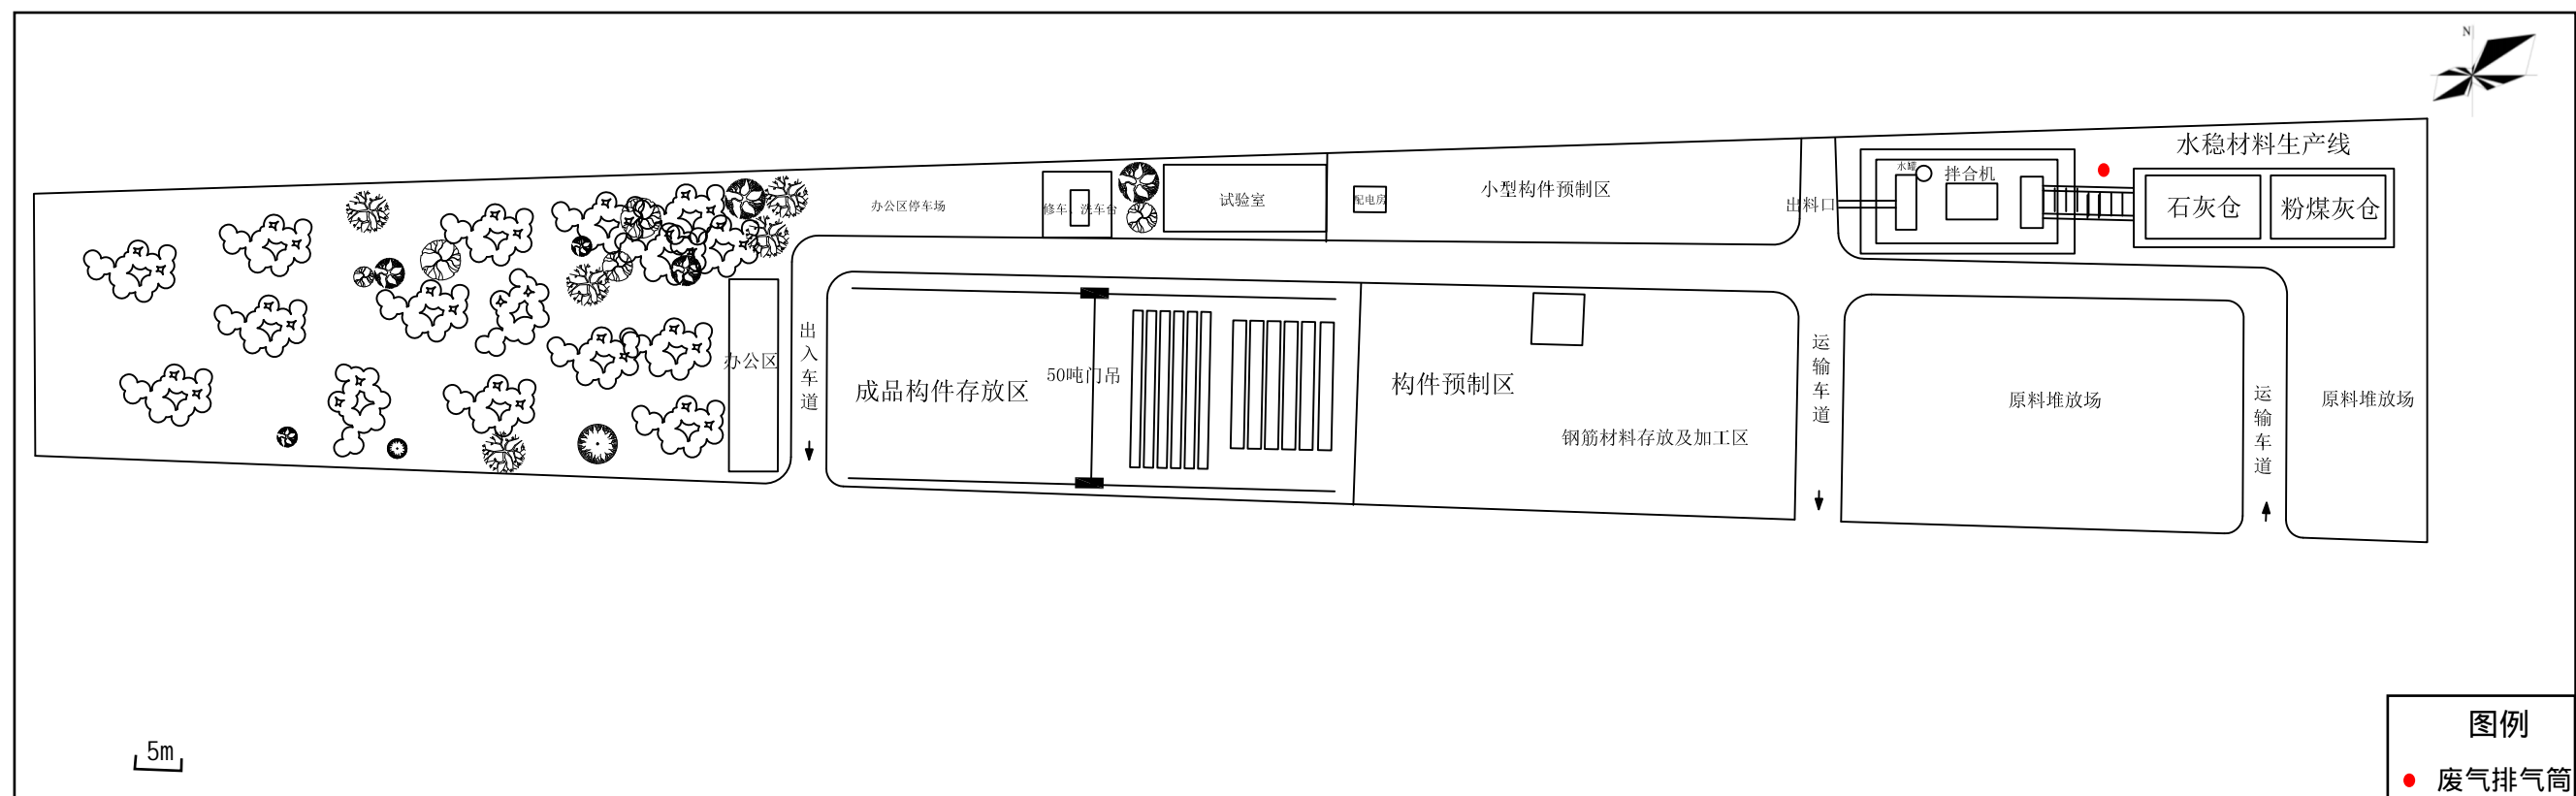 N
水稳材料生产线
水罐
拌合机
石灰仓
粉煤灰仓
出料口
小型构件预制区
配电房
试验室
修车、洗车台
办公区停车场
办公区
出入车道
成品构件存放区
50吨门吊
构件预制区
钢筋材料存放及加工区
运输车道
原料堆放场
运输车道
原料堆放场
5m
图例
废气排气筒